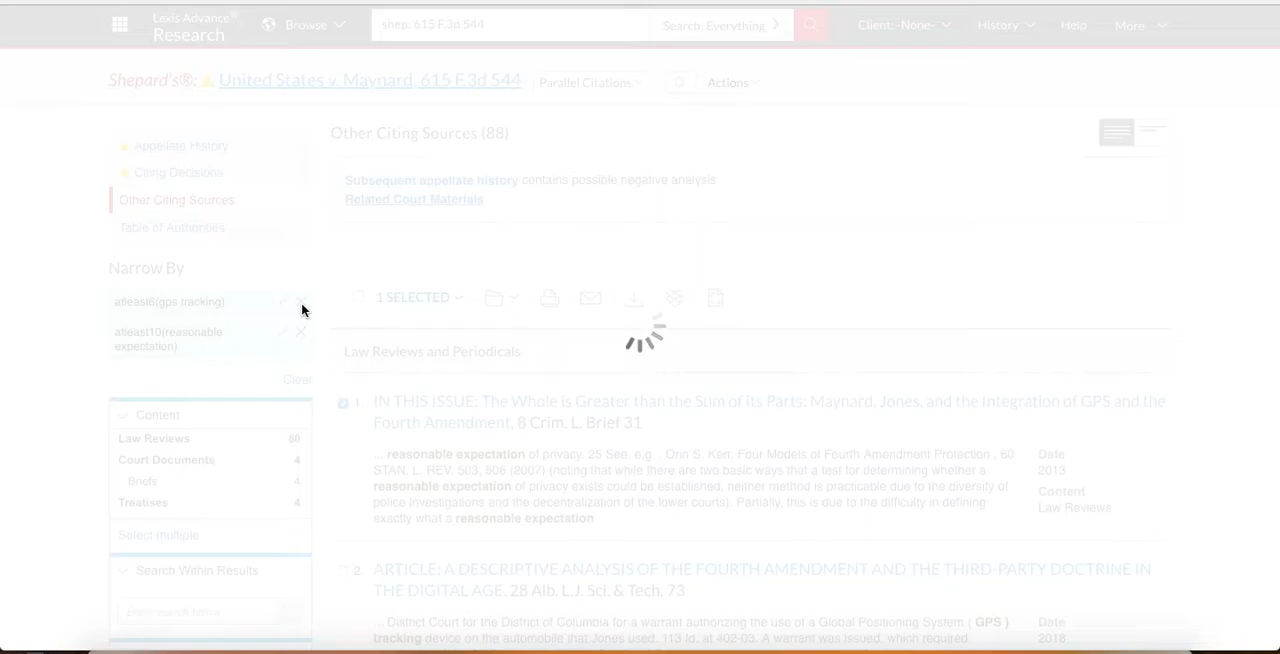 Lexis Advance®
Research
Browse
shep. 615 F.3d 544
Search: Everything
Client: -None-
History
Help
More
Shepard's®:
United States v. Maynard, 615 F.3d 544
Parallel Citations
Actions
Appellate History
Citing Decisions
Other Citing Sources
Table of Authorities
Narrow By
atleast6(gps tracking)
atleast10(reasonable
expectation)
Clear
Content
Law Reviews 60
Court Documents 4
Briefs 4
Treatises 4
Select multiple
Search Within Results
Enter search terms
Other Citing Sources (88)
Subsequent appellate history contains possible negative analysis
Related Court Materials
1 SELECTED
Law Reviews and Periodicals
1. IN THIS ISSUE: The Whole is Greater than the Sum of its Parts: Maynard, Jones, and the Integration of GPS and the
Fourth Amendment, 8 Crim. L. Brief 31
... reasonable expectation of privacy. 25 See, e.g. , Orin S. Kerr, Four Models of Fourth Amendment Protection , 60
STAN. L. REV. 503, 506 (2007) (noting that while there are two basic ways that a test for determining whether a
reasonable expectation of privacy exists could be established, neither method is practicable due to the diversity of
police investigations and the decentralization of the lower courts). Partially, this is due to the difficulty in defining
exactly what a reasonable expectation
Date
2013
Content
Law Reviews
2. ARTICLE: A DESCRIPTIVE ANALYSIS OF THE FOURTH AMENDMENT AND THE THIRD-PARTY DOCTRINE IN
THE DIGITAL AGE, 28 Alb. L.J. Sci. & Tech. 73
... District Court for the District of Columbia for a warrant authorizing the use of a Global Positioning System ( GPS )
tracking device on the automobile that Jones used. 113 Id. at 402-03. A warrant was issued, which required
Date
2018